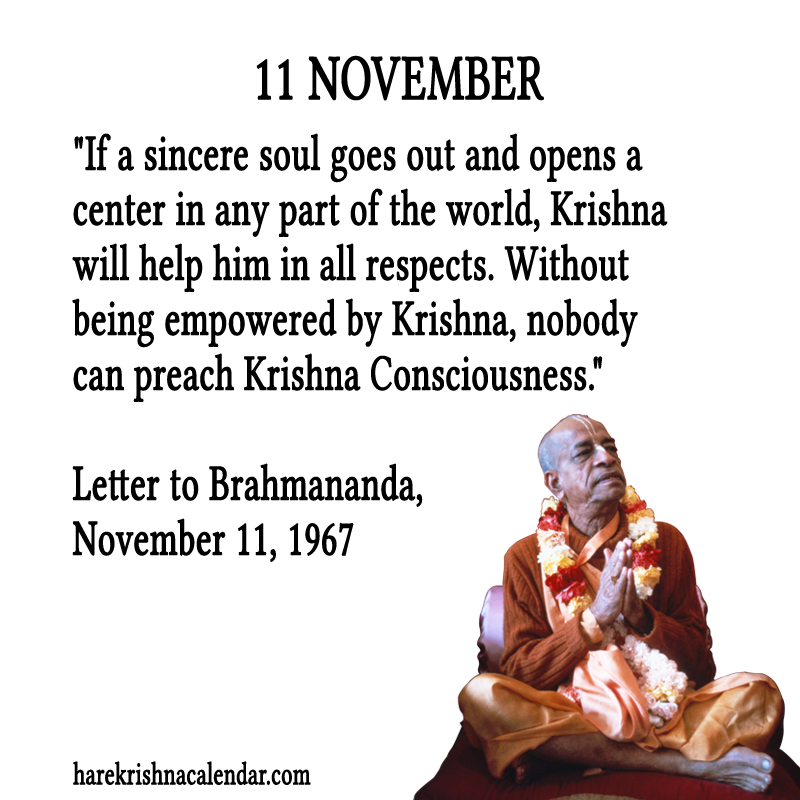 11 NOVEMBER
"If a sincere soul goes out and opens a
center in any part of the world, Krishna
will help him in all respects. Without
being empowered by Krishna, nobody
can preach Krishna Consciousness."
Letter to Brahmananda,
November 11, 1967
harekrishnacalendar.com